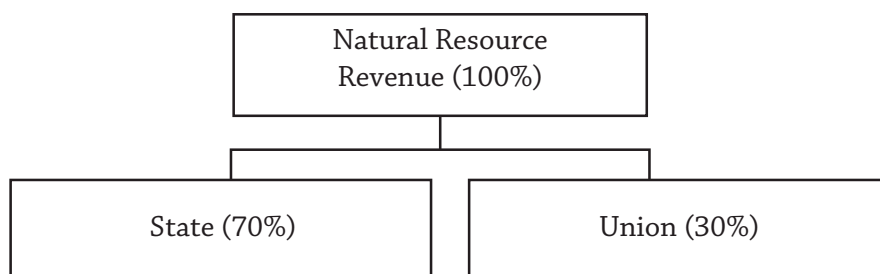 Natural Resource
Revenue (100%)
State (70%)
Union (30%)